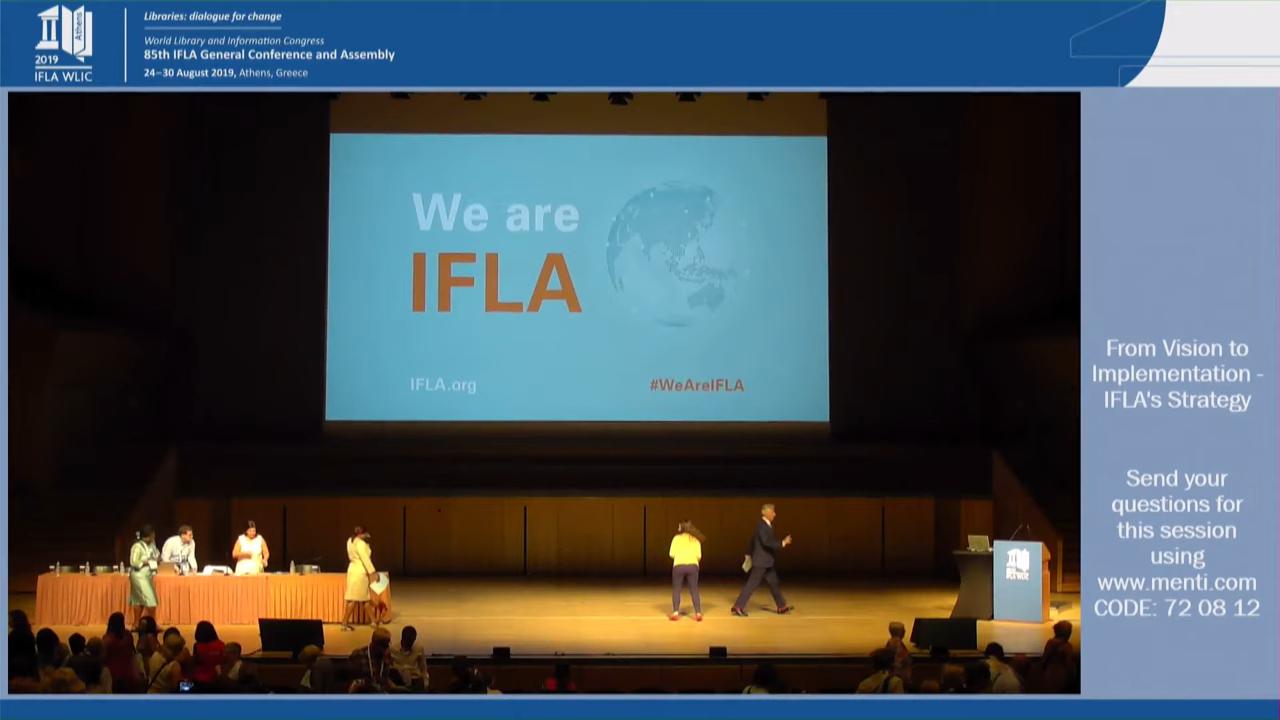 Athens
2019
IFLA WLIC
Libraries: dialogue for change
World Library and Information Congress
85th IFLA General Conference and Assembly
24–30 August 2019, Athens, Greece
We are
IFLA
IFLA.org
#WeAreIFLA
From Vision to
Implementation -
IFLA's Strategy
Send your
questions for
this session
using
www.menti.com
CODE: 72 08 12